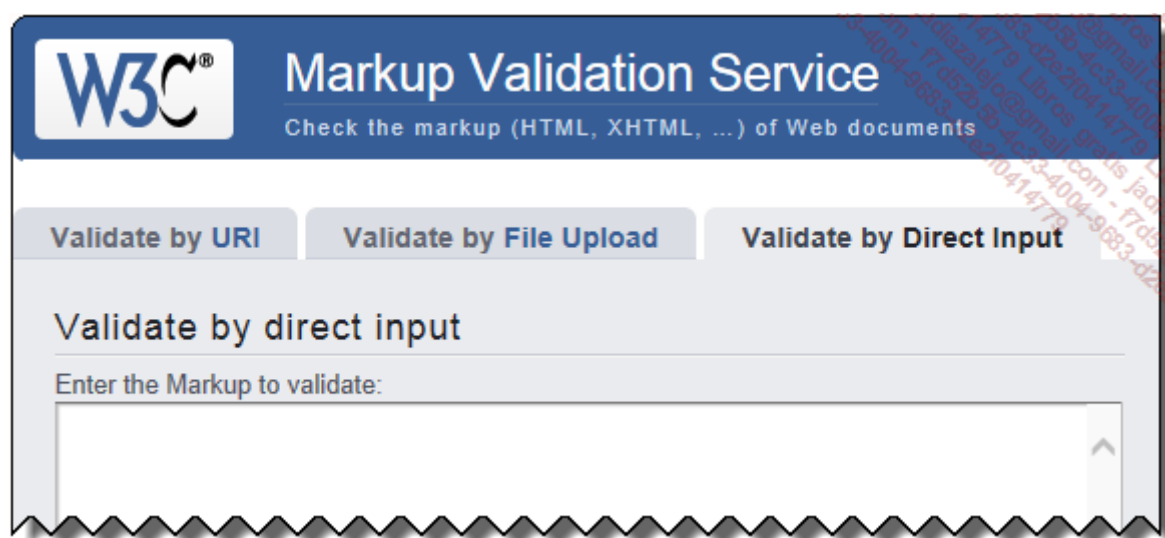 W3C®
Markup Validation Service
Check the markup (HTML, XHTML, ...) of Web documents
Validate by URI
Validate by File Upload
Validate by Direct Input
Validate by direct input
Enter the Markup to validate: